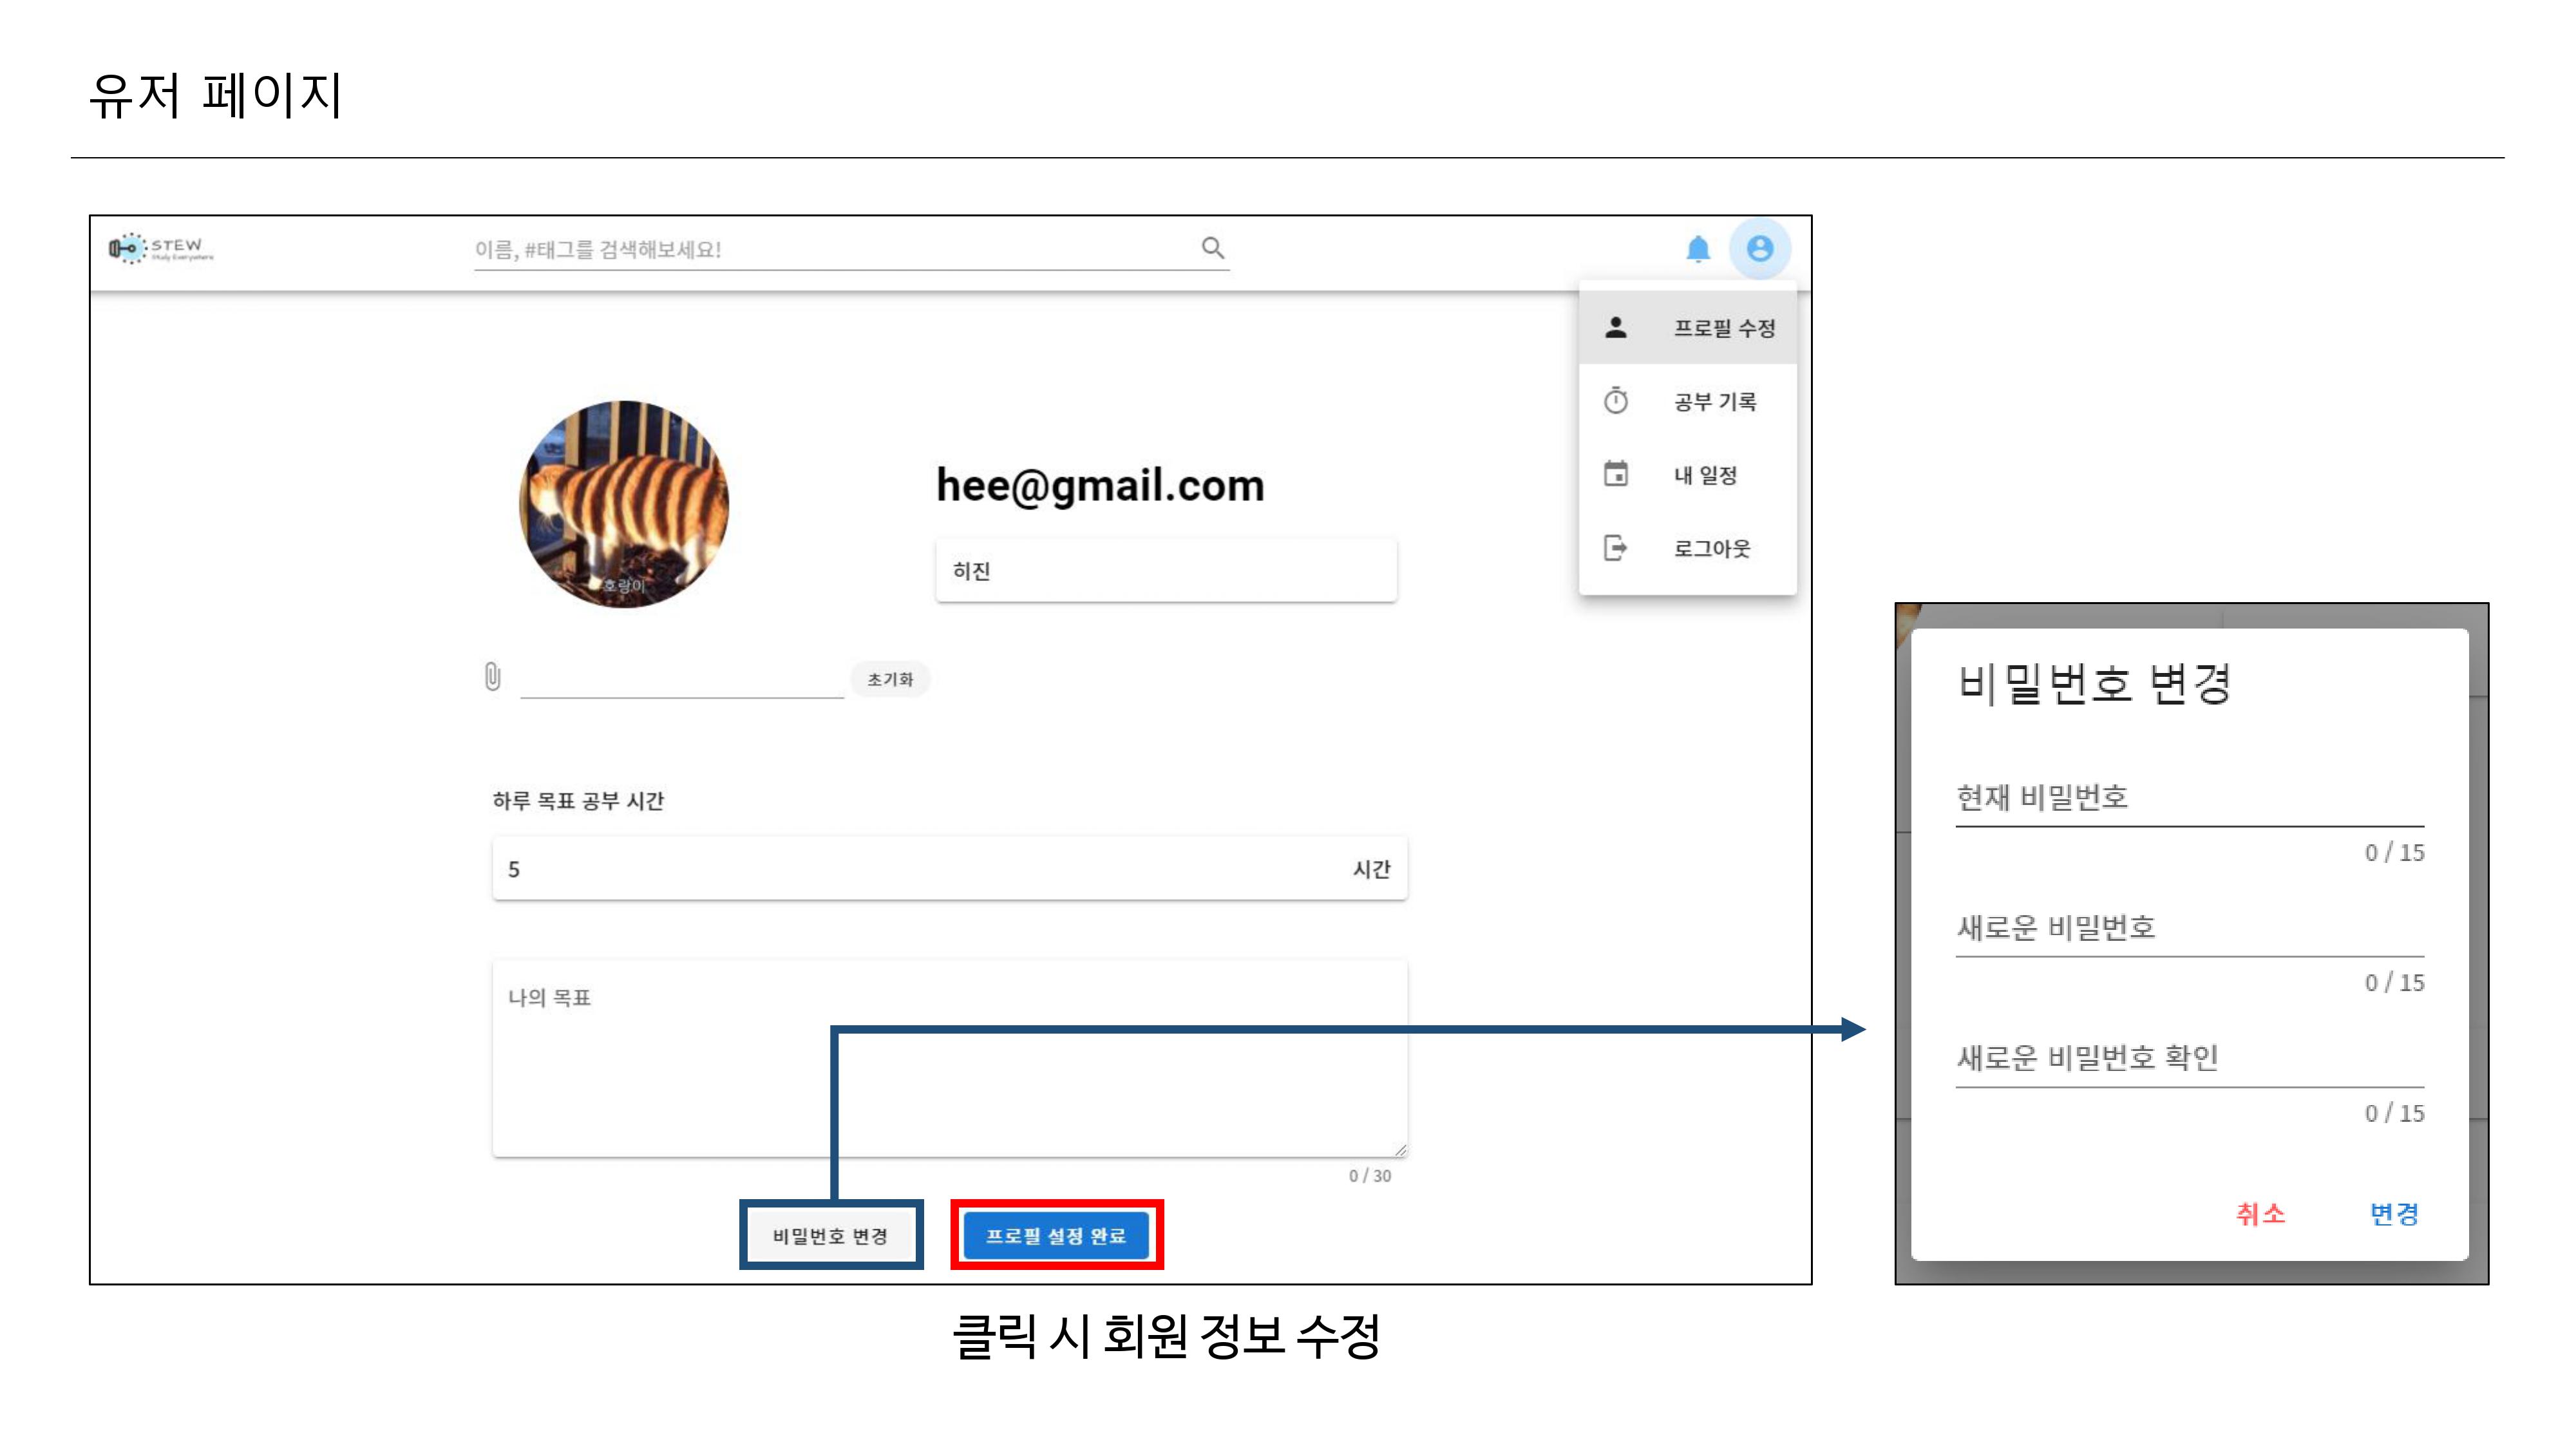 유저 페이지
STEW
Study Everywhere
이름, #태그를 검색해보세요!
프로필 수정
공부 기록
내 일정
로그아웃
호랑이
hee@gmail.com
히진
초기화
하루 목표 공부 시간
5 시간
나의 목표
0 / 30
비밀번호 변경
프로필 설정 완료
클릭 시 회원 정보 수정
비밀번호 변경
현재 비밀번호
0 / 15
새로운 비밀번호
0 / 15
새로운 비밀번호 확인
0 / 15
취소 변경